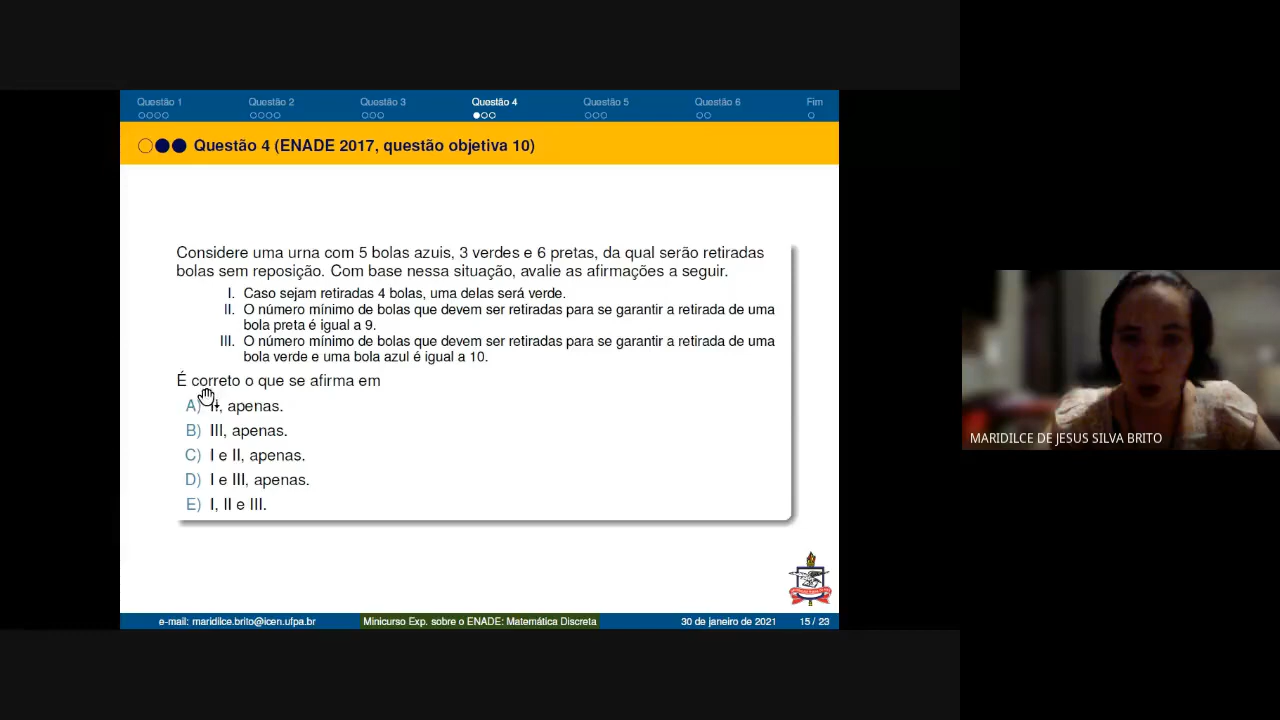 Questão 1
Questão 2
Questão 3
Questão 4
Questão 5
Questão 6
Fim
Questão 4 (ENADE 2017, questão objetiva 10)
Considere uma urna com 5 bolas azuis, 3 verdes e 6 pretas, da qual serão retiradas
bolas sem reposição. Com base nessa situação, avalie as afirmações a seguir.
I. Caso sejam retiradas 4 bolas, uma delas será verde.
II. O número mínimo de bolas que devem ser retiradas para se garantir a retirada de uma
bola preta é igual a 9.
III. O número mínimo de bolas que devem ser retiradas para se garantir a retirada de uma
bola verde e uma bola azul é igual a 10.
É correto o que se afirma em
A) II, apenas.
B) III, apenas.
C) I e II, apenas.
D) I e III, apenas.
E) I, II e III.
MARIDILCE DE JESUS SILVA BRITO
e-mail: maridilce.brito@icen.ufpa.br
Minicurso Exp. sobre o ENADE: Matemática Discreta
30 de janeiro de 2021
15 / 23